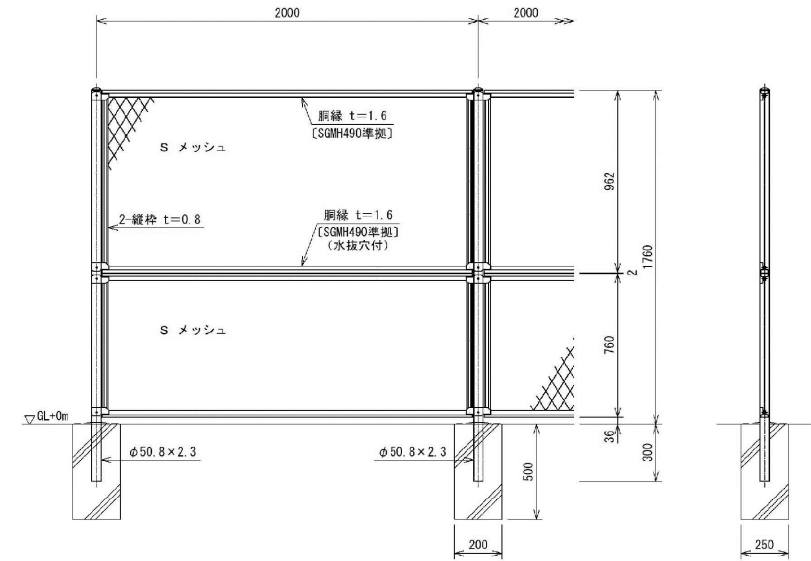 2000
2000
胴縁 t=1.6
[SGMH490準拠]
S メッシュ
962
2-縦枠 t=0.8
胴縁 t=1.6
[SGMH490準拠]
(水抜穴付)
2
1760
S メッシュ
760
GL+0m
36
φ50.8×2.3
φ50.8×2.3
300
500
200
250